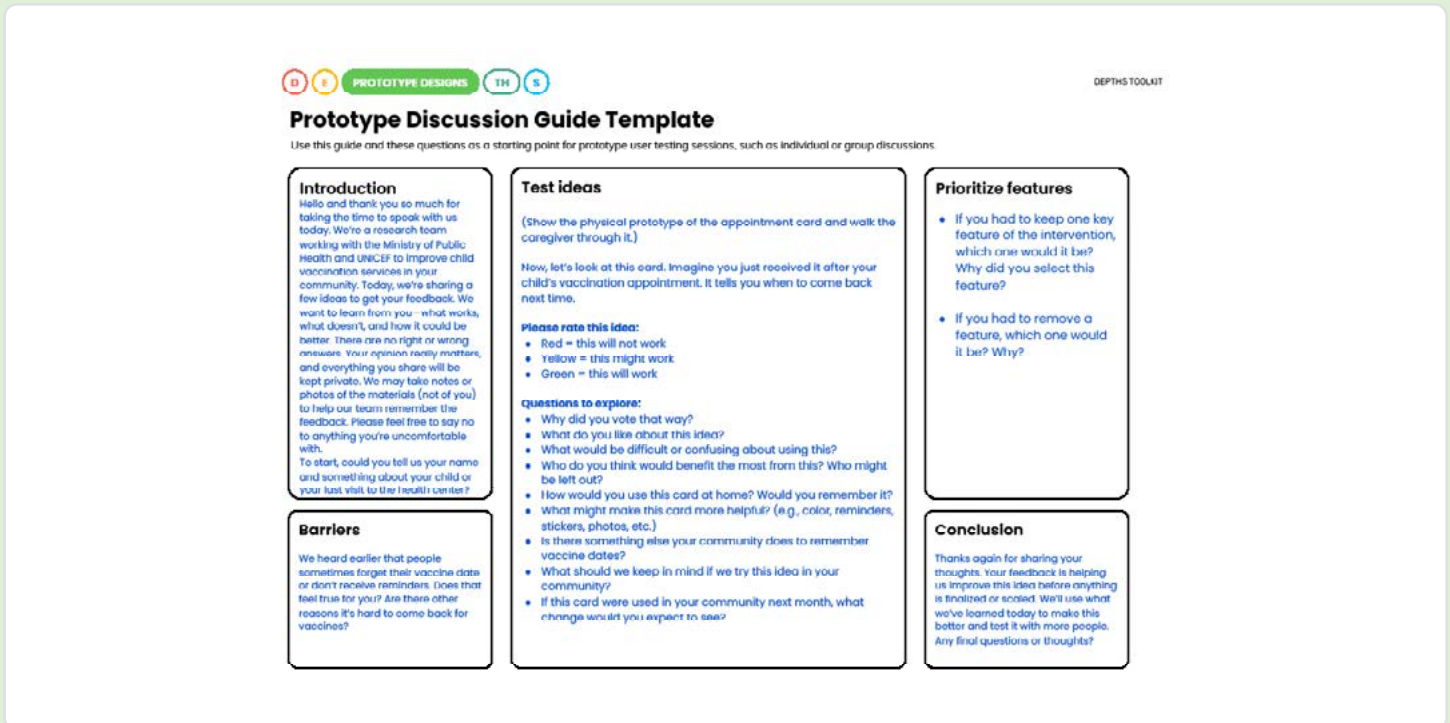 D E PROTOTYPE DESIGNS TH S
DEPTHS TOOLKIT
Prototype Discussion Guide Template
Use this guide and these questions as a starting point for prototype user testing sessions, such as individual or group discussions.
Introduction
Hello and thank you so much for
taking the time to speak with us
today. We're a research team
working with the Ministry of Public
Health and UNICEF to improve child
vaccination services in your
community. Today, we're sharing a
few ideas to get your feedback. We
want to learn from you—what works,
what doesn't, and how it could be
better. There are no right or wrong
answers. Your opinion really matters,
and everything you share will be
kept private. We may take notes or
photos of the materials (not of you)
to help our team remember the
feedback. Please feel free to say no
to anything you're uncomfortable
with.
To start, could you tell us your name
and something about your child or
your last visit to the health center?
Barriers
We heard earlier that people
sometimes forget their vaccine date
or don't receive reminders. Does that
feel true for you? Are there other
reasons it's hard to come back for
vaccines?
Test ideas
(Show the physical prototype of the appointment card and walk the
caregiver through it.)
Now, let's look at this card. Imagine you just received it after your
child's vaccination appointment. It tells you when to come back
next time.
Please rate this idea:
• Red = this will not work
• Yellow = this might work
• Green = this will work
Questions to explore:
• Why did you vote that way?
• What do you like about this idea?
• What would be difficult or confusing about using this?
• Who do you think would benefit the most from this? Who might
be left out?
• How would you use this card at home? Would you remember it?
• What might make this card more helpful? (e.g., color, reminders,
stickers, photos, etc.)
• Is there something else your community does to remember
vaccine dates?
• What should we keep in mind if we try this idea in your
community?
• If this card were used in your community next month, what
change would you expect to see?
Prioritize features
• If you had to keep one key
feature of the intervention,
which one would it be?
Why did you select this
feature?
• If you had to remove a
feature, which one would
it be? Why?
Conclusion
Thanks again for sharing your
thoughts. Your feedback is helping
us improve this idea before anything
is finalized or scaled. We'll use what
we've learned today to make this
better and test it with more people.
Any final questions or thoughts?